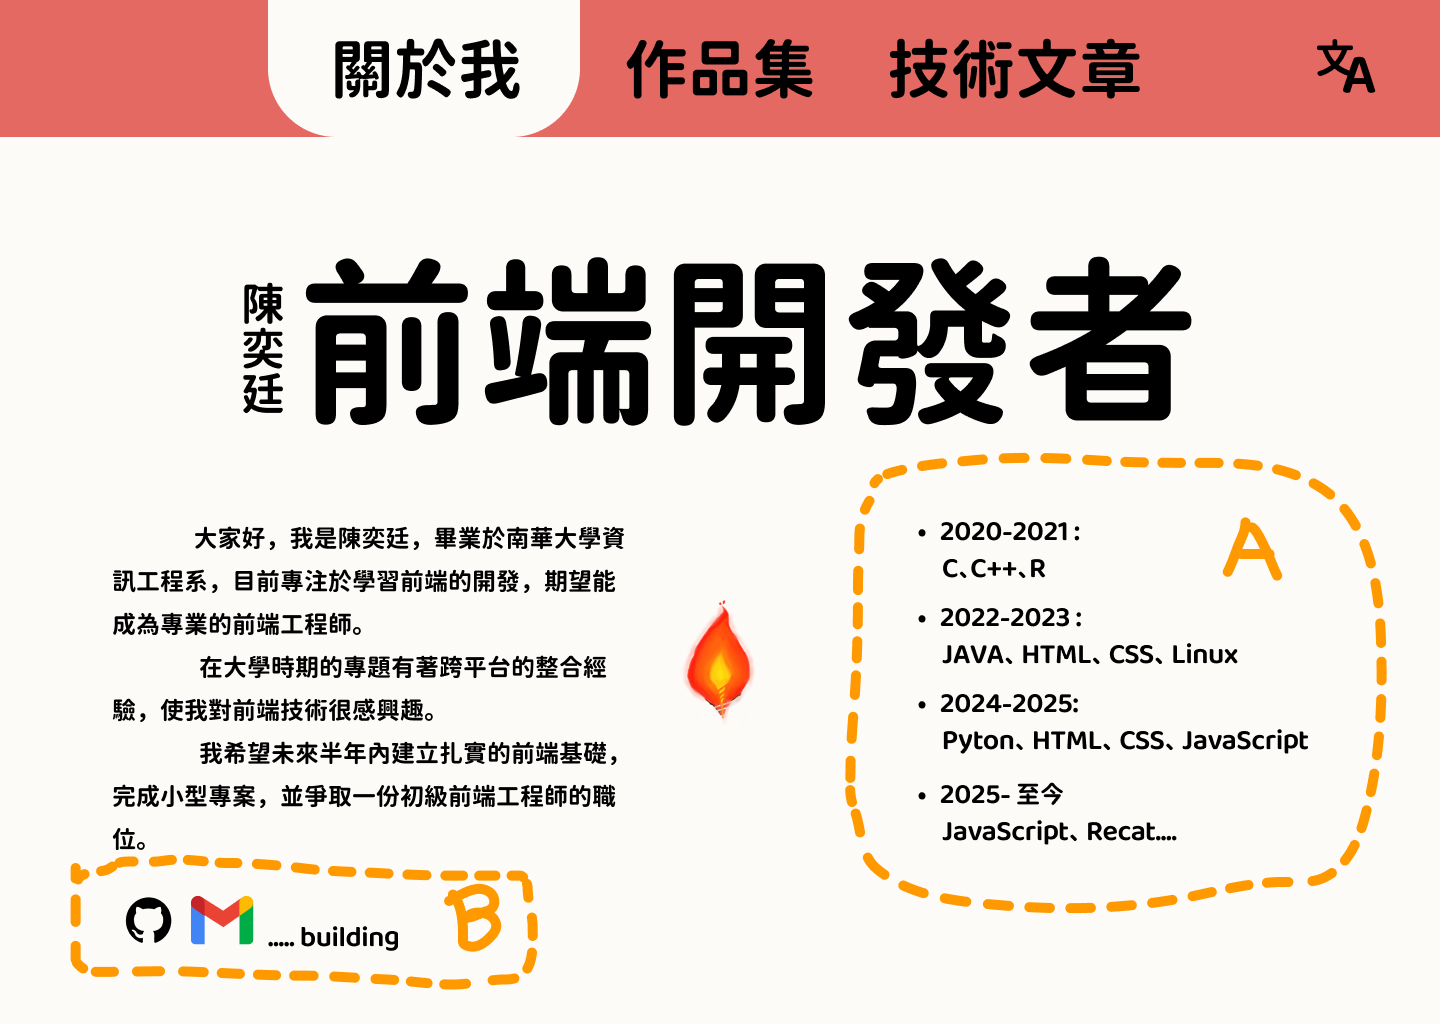 關於我
作品集
技術文章
文A
陳奕廷
前端開發者
大家好，我是陳奕廷，畢業於南華大學資
訊工程系，目前專注於學習前端的開發，期望能
成為專業的前端工程師。
在大學時期的專題有著跨平台的整合經
驗，使我對前端技術很感興趣。
我希望未來半年內建立扎實的前端基礎，
完成小型專案，並爭取一份初級前端工程師的職
位。
..... building
B
A
• 2020-2021：
C、C++、R
• 2022-2023：
JAVA、HTML、CSS、Linux
• 2024-2025:
Pyton、HTML、CSS、JavaScript
• 2025- 至今
JavaScript、Recat....